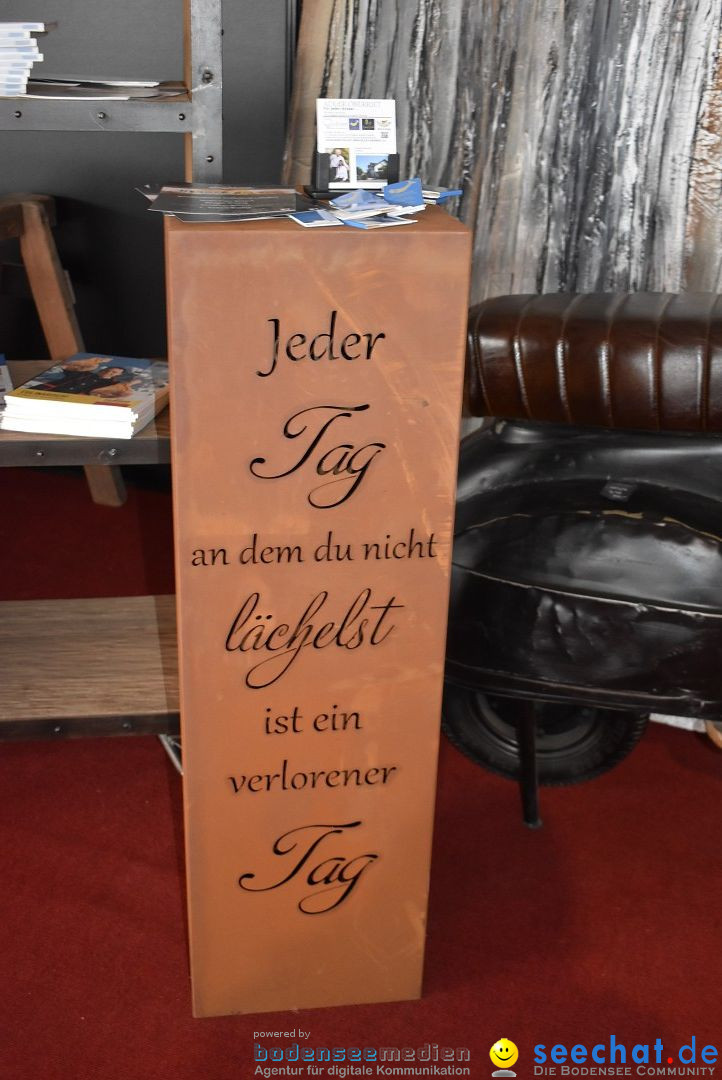 Jeder
Tag
an dem du nicht
lächelst
ist ein
verlorener
Tag
powered by
bodenseemedien
Agentur für digitale Kommunikation
seechat.de
Die Bodensee Community